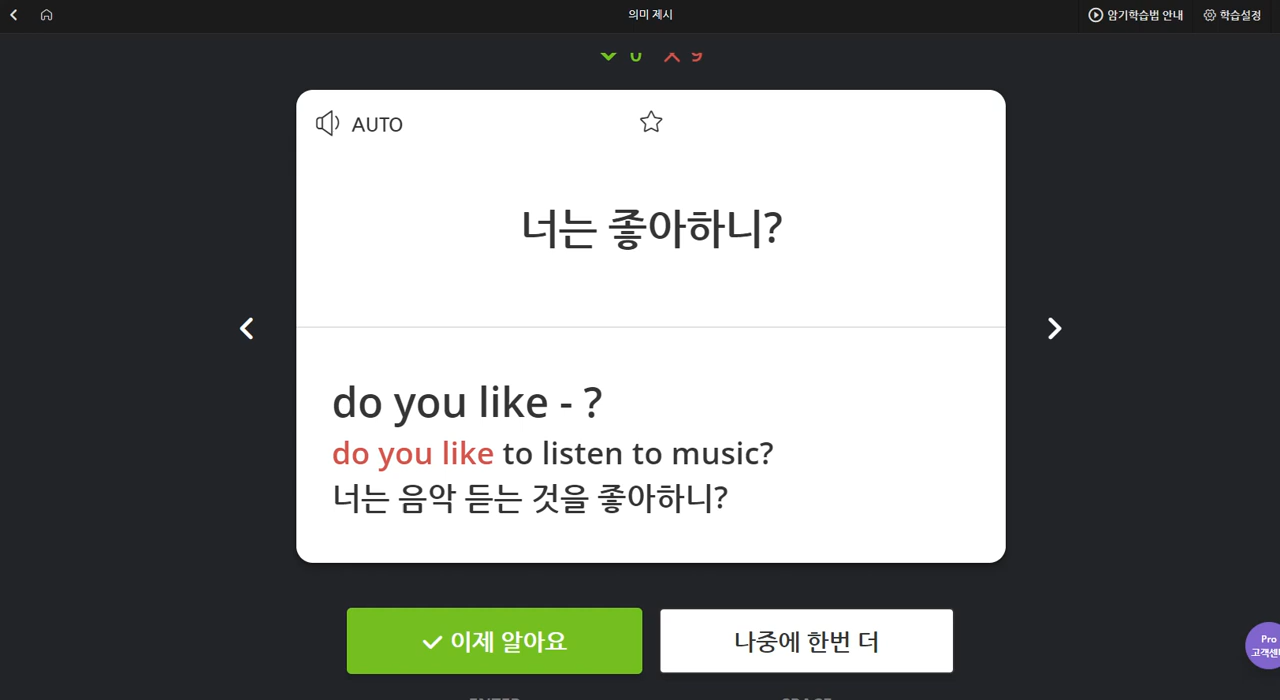 의미 제시
암기학습법 안내
학습설정
AUTO
너는 좋아하니?
do you like - ?
do you like to listen to music?
너는 음악 듣는 것을 좋아하니?
이제 알아요
나중에 한번 더
Pro